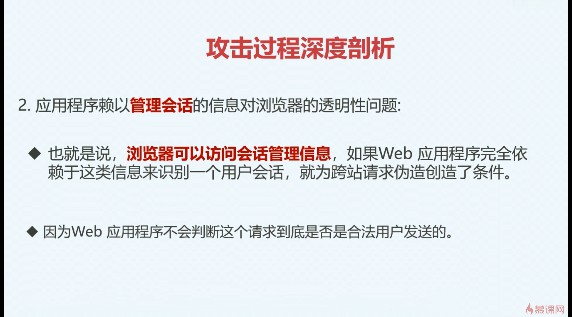 攻击过程深度剖析
2. 应用程序赖以管理会话的信息对浏览器的透明性问题:
◆ 也就是说，浏览器可以访问会话管理信息，如果Web 应用程序完全依
赖于这类信息来识别一个用户会话，就为跨站请求伪造创造了条件。
◆ 因为Web 应用程序不会判断这个请求到底是否是合法用户发送的。
慕课网